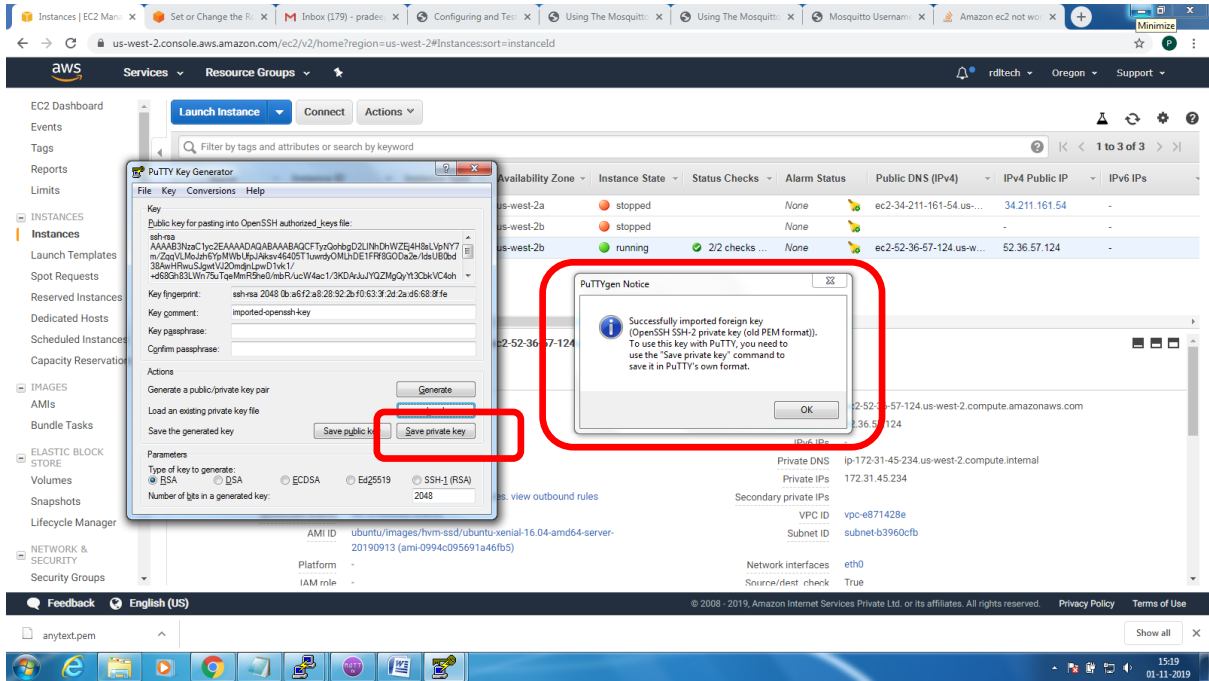 Instances | EC2 Mana
Set or Change the R
Inbox (179) - pradee
Configuring and Tes
Using The Mosquitto
Using The Mosquitto
Mosquitto Username
Amazon ec2 not wor
Minimize
us-west-2.console.aws.amazon.com/ec2/v2/home?region=us-west-2#Instances:sort=instanceId
P
aws
Services
Resource Groups
rdltech
Oregon
Support
EC2 Dashboard
Events
Tags
Reports
Limits
INSTANCES
Instances
Launch Templates
Spot Requests
Reserved Instances
Dedicated Hosts
Scheduled Instances
Capacity Reservation
IMAGES
AMIs
Bundle Tasks
ELASTIC BLOCK
STORE
Volumes
Snapshots
Lifecycle Manager
NETWORK &
SECURITY
Security Groups
Launch Instance
Connect
Actions
Filter by tags and attributes or search by keyword
1 to 3 of 3
Availability Zone
Instance State
Status Checks
Alarm Status
Public DNS (IPv4)
IPv4 Public IP
IPv6 IPs
us-west-2a
stopped
None
ec2-34-211-161-54.us-...
34.211.161.54
-
us-west-2b
stopped
None
-
-
us-west-2b
running
2/2 checks ...
None
ec2-52-36-57-124.us-w...
52.36.57.124
-
PuTTY Key Generator
File Key Conversions Help
Key
Public key for pasting into OpenSSH authorized_keys file:
ssh-rsa
Key fingerprint:
ssh-rsa 2048 0b:a6:f2:a8:28:92:2b:f0:63:3f:2d:2a:d6:68:8f:fe
Key comment:
imported-openssh-key
Key passphrase:
Confirm passphrase:
Actions
Generate a public/private key pair
Generate
Load an existing private key file
Save the generated key
Save public key
Save private key
Parameters
Type of key to generate:
RSA
DSA
ECDSA
Ed25519
SSH-1 (RSA)
Number of bits in a generated key:
2048
PuTTYgen Notice
Successfully imported foreign key
(OpenSSH SSH-2 private key (old PEM format)).
To use this key with PuTTY, you need to
use the "Save private key" command to
save it in PuTTY's own format.
OK
c2-52-36-57-124
c2-52-36-57-124.us-west-2.compute.amazonaws.com
IPv6 IPs
-
Private DNS
ip-172-31-45-234.us-west-2.compute.internal
Private IPs
172.31.45.234
es. view outbound rules
Secondary private IPs
VPC ID
vpc-e871428e
AMI ID
ubuntu/images/hvm-ssd/ubuntu-xenial-16.04-amd64-server-
20190913 (ami-0994c095691a46fb5)
Subnet ID
subnet-b3960cfb
Platform
-
Network interfaces
eth0
IAM role
-
Source/dest. check
True
Feedback
English (US)
© 2008 - 2019, Amazon Internet Services Private Ltd. or its affiliates. All rights reserved.
Privacy Policy
Terms of Use
anytext.pem
Show all
15:19
01-11-2019